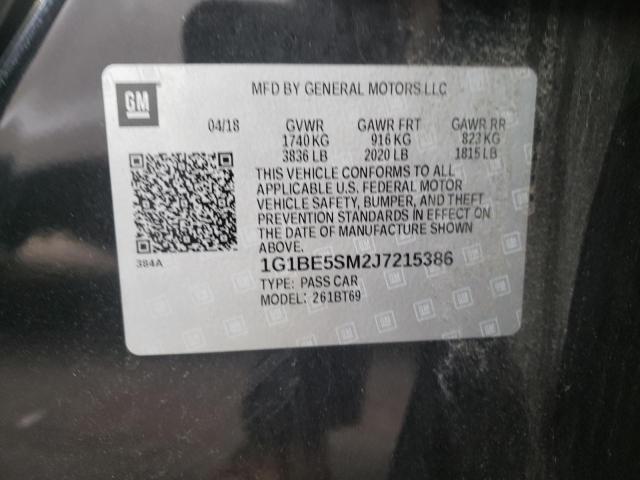 GM
MFD BY GENERAL MOTORS LLC
04/18 GVWR GAWR FRT GAWR RR
1740 KG 916 KG 823 KG
3836 LB 2020 LB 1815 LB
THIS VEHICLE CONFORMS TO ALL
APPLICABLE U.S. FEDERAL MOTOR
VEHICLE SAFETY, BUMPER, AND THEFT
PREVENTION STANDARDS IN EFFECT ON
THE DATE OF MANUFACTURE SHOWN
ABOVE.
384A
1G1BE5SM2J7215386
TYPE: PASS CAR
MODEL: 261BT69